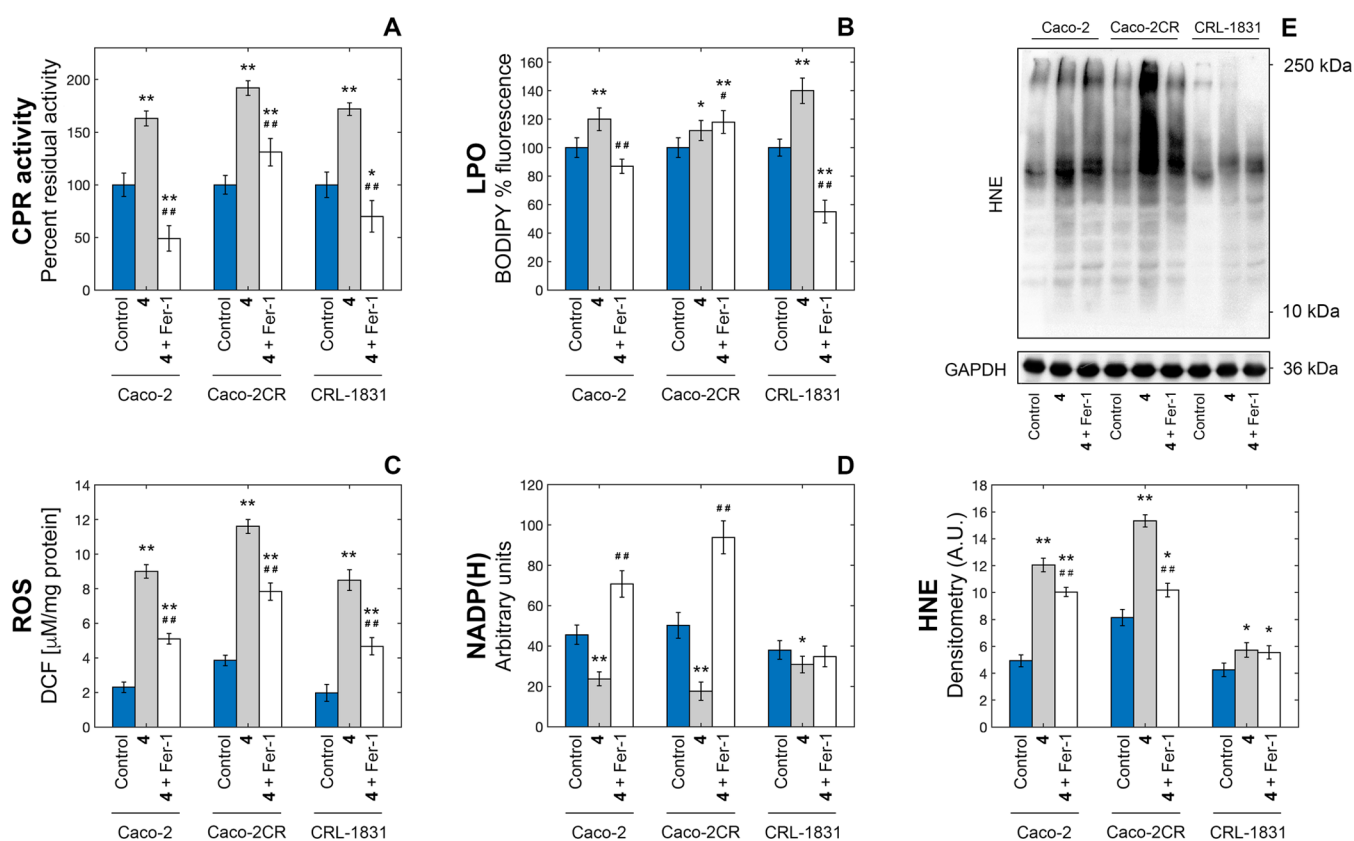 A
CPR activity
Percent residual activity
200
150
100
50
0
**
**
##
**
**
##
**
*
##
Control
4
4 + Fer-1
Control
4
4 + Fer-1
Control
4
4 + Fer-1
Caco-2
Caco-2CR
CRL-1831
B
LPO
BODIPY % fluorescence
160
140
120
100
80
60
40
20
0
**
##
*
**
#
**
**
##
Control
4
4 + Fer-1
Control
4
4 + Fer-1
Control
4
4 + Fer-1
Caco-2
Caco-2CR
CRL-1831
E
Caco-2
Caco-2CR
CRL-1831
HNE
250 kDa
10 kDa
GAPDH
36 kDa
Control
4
4 + Fer-1
Control
4
4 + Fer-1
Control
4
4 + Fer-1
C
ROS
DCF [µM/mg protein]
14
12
10
8
6
4
2
0
**
**
##
**
**
##
**
**
##
Control
4
4 + Fer-1
Control
4
4 + Fer-1
Control
4
4 + Fer-1
Caco-2
Caco-2CR
CRL-1831
D
NADP(H)
Arbitrary units
120
100
80
60
40
20
0
**
##
**
##
*
Control
4
4 + Fer-1
Control
4
4 + Fer-1
Control
4
4 + Fer-1
Caco-2
Caco-2CR
CRL-1831
HNE
Densitometry (A.U.)
18
16
14
12
10
8
6
4
2
0
**
**
##
**
*
##
*
*
Control
4
4 + Fer-1
Control
4
4 + Fer-1
Control
4
4 + Fer-1
Caco-2
Caco-2CR
CRL-1831